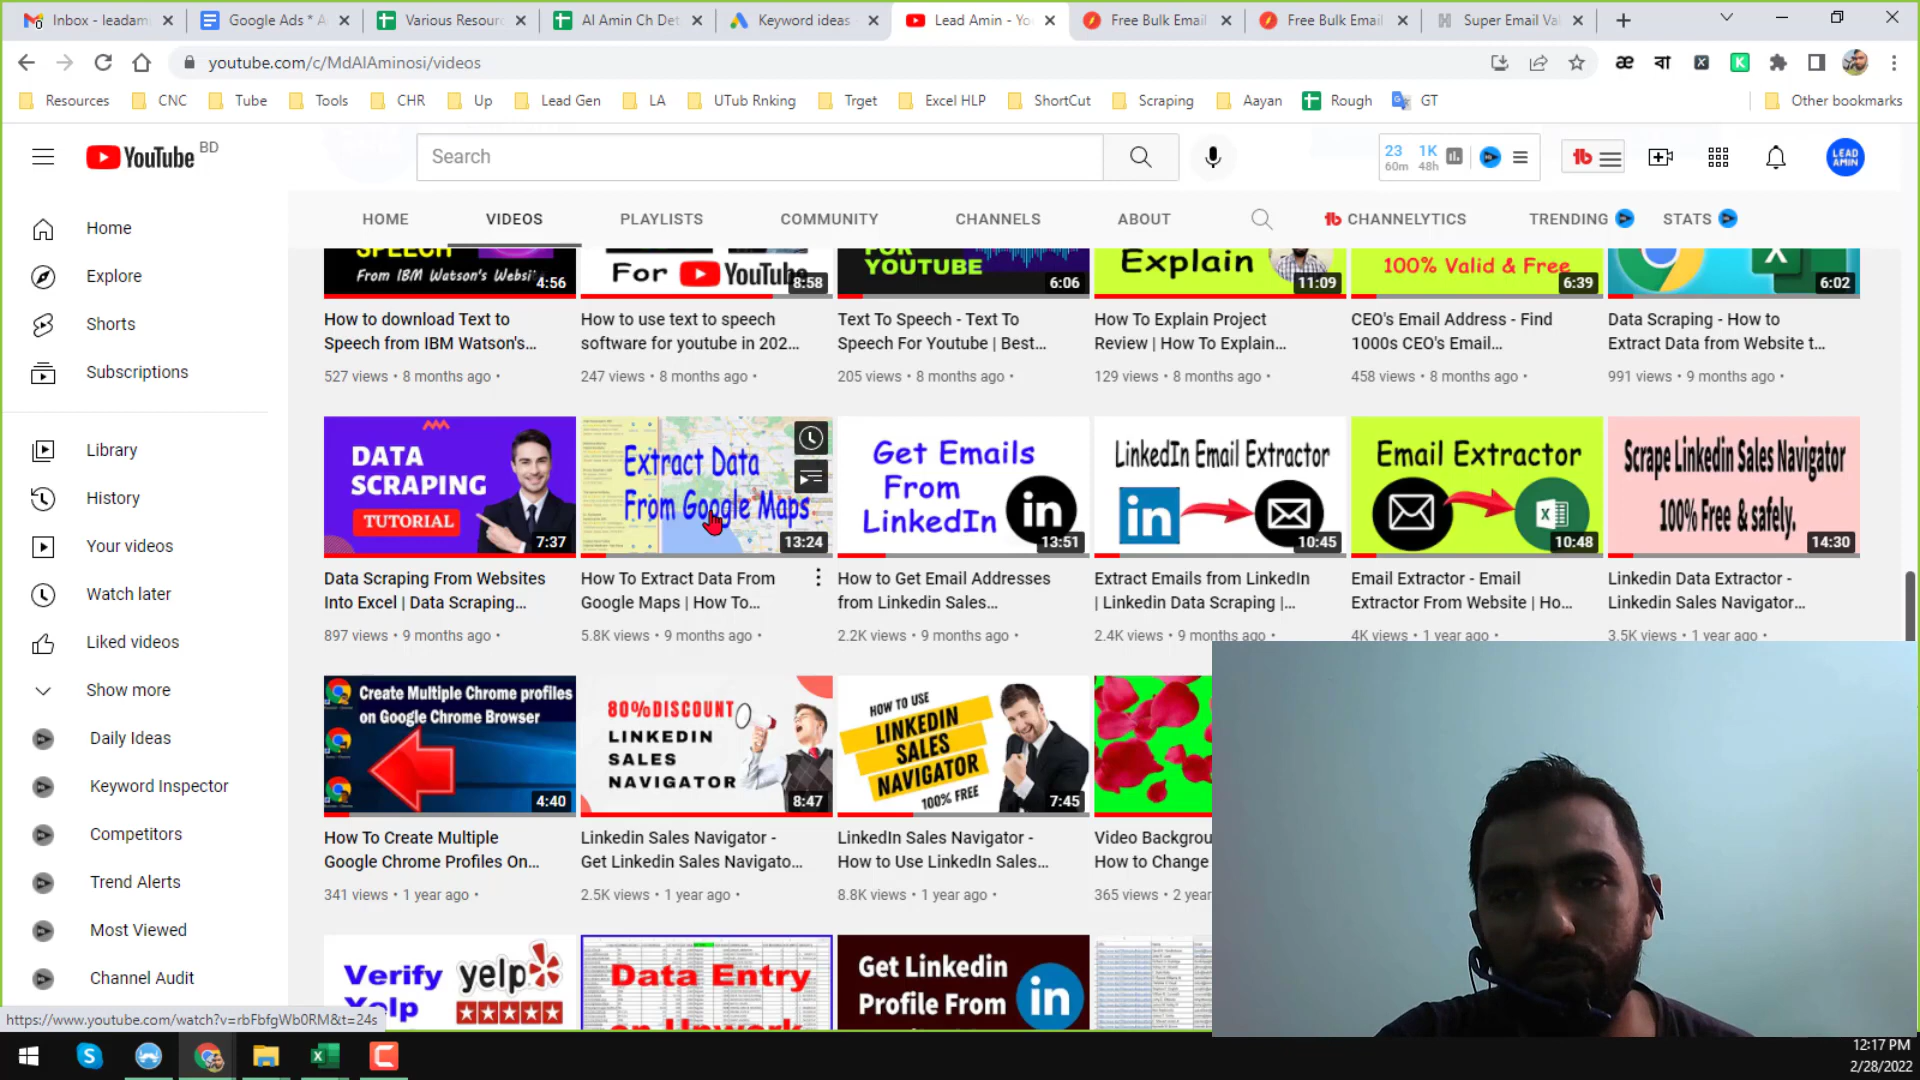 Inbox - leadam
Google Ads * A
Various Resourc
Al Amin Ch Det
Keyword ideas
Lead Amin - Yo
Free Bulk Email
Free Bulk Email
Super Email Val
youtube.com/c/MdAlAminosi/videos
Resources
CNC
Tube
Tools
CHR
Up
Lead Gen
LA
UTub Rnking
Trget
Excel HLP
ShortCut
Scraping
Aayan
Rough
GT
Other bookmarks
YouTube BD
Search
23 60m
1K 48h
LEAD AMIN
HOME
VIDEOS
PLAYLISTS
COMMUNITY
CHANNELS
ABOUT
CHANNELYTICS
TRENDING
STATS
Home
Explore
Shorts
Subscriptions
Library
History
Your videos
Watch later
Liked videos
Show more
Daily Ideas
Keyword Inspector
Competitors
Trend Alerts
Most Viewed
Channel Audit
SPEECH
From IBM Watson's Websi
4:56
For YouTube
8:58
FOR
YOUTUBE
6:06
Explain
11:09
100% Valid & Free
6:39
6:02
How to download Text to
Speech from IBM Watson's...
527 views • 8 months ago •
How to use text to speech
software for youtube in 202...
247 views • 8 months ago •
Text To Speech - Text To
Speech For Youtube | Best...
205 views • 8 months ago •
How To Explain Project
Review | How To Explain...
129 views • 8 months ago •
CEO's Email Address - Find
1000s CEO's Email...
458 views • 8 months ago •
Data Scraping - How to
Extract Data from Website t...
991 views • 9 months ago •
DATA
SCRAPING
TUTORIAL
7:37
Extract Data
From Google Maps
13:24
Get Emails
From
LinkedIn
in
13:51
LinkedIn Email Extractor
in
10:45
Email Extractor
10:48
Scrape Linkedin Sales Navigator
100% Free & safely.
14:30
Data Scraping From Websites
Into Excel | Data Scraping...
897 views • 9 months ago •
How To Extract Data From
Google Maps | How To...
5.8K views • 9 months ago •
How to Get Email Addresses
from Linkedin Sales...
2.2K views • 9 months ago •
Extract Emails from LinkedIn
| Linkedin Data Scraping |...
2.4K views • 9 months ago •
Email Extractor - Email
Extractor From Website | Ho...
4K views • 1 year ago •
Linkedin Data Extractor -
Linkedin Sales Navigator...
3.5K views • 1 year ago •
Create Multiple Chrome profiles
on Google Chrome Browser
4:40
80%DISCOUNT
LINKEDIN
SALES
NAVIGATOR
8:47
HOW TO USE
LINKEDIN
SALES
NAVIGATOR
100% FREE
7:45
How To Create Multiple
Google Chrome Profiles On...
341 views • 1 year ago •
Linkedin Sales Navigator -
Get Linkedin Sales Navigato...
2.5K views • 1 year ago •
LinkedIn Sales Navigator -
How to Use LinkedIn Sales...
8.8K views • 1 year ago •
Video Backgrou
How to Change
365 views • 2 year
Verify
Yelp
yelp
Data Entry
on Upwork
Get Linkedin
Profile From
in
https://www.youtube.com/watch?v=rbFbfgWb0RM&t=24s
12:17 PM
2/28/2022